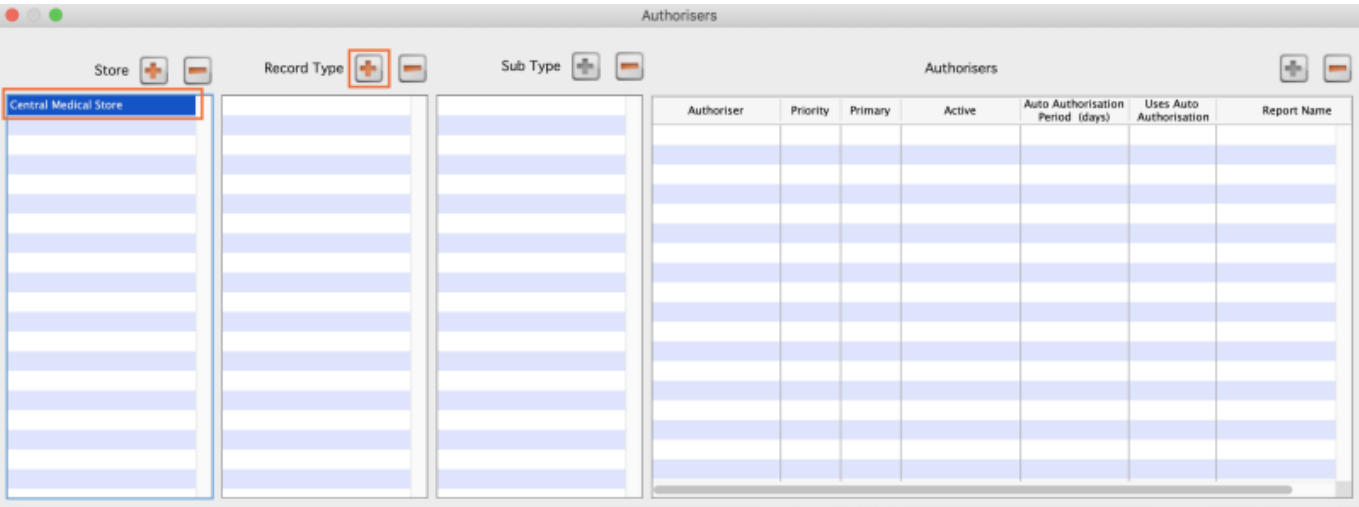 Authorisers
Store
Record Type
Sub Type
Authorisers
Central Medical Store
Authoriser
Priority
Primary
Active
Auto Authorisation
Period (days)
Uses Auto
Authorisation
Report Name